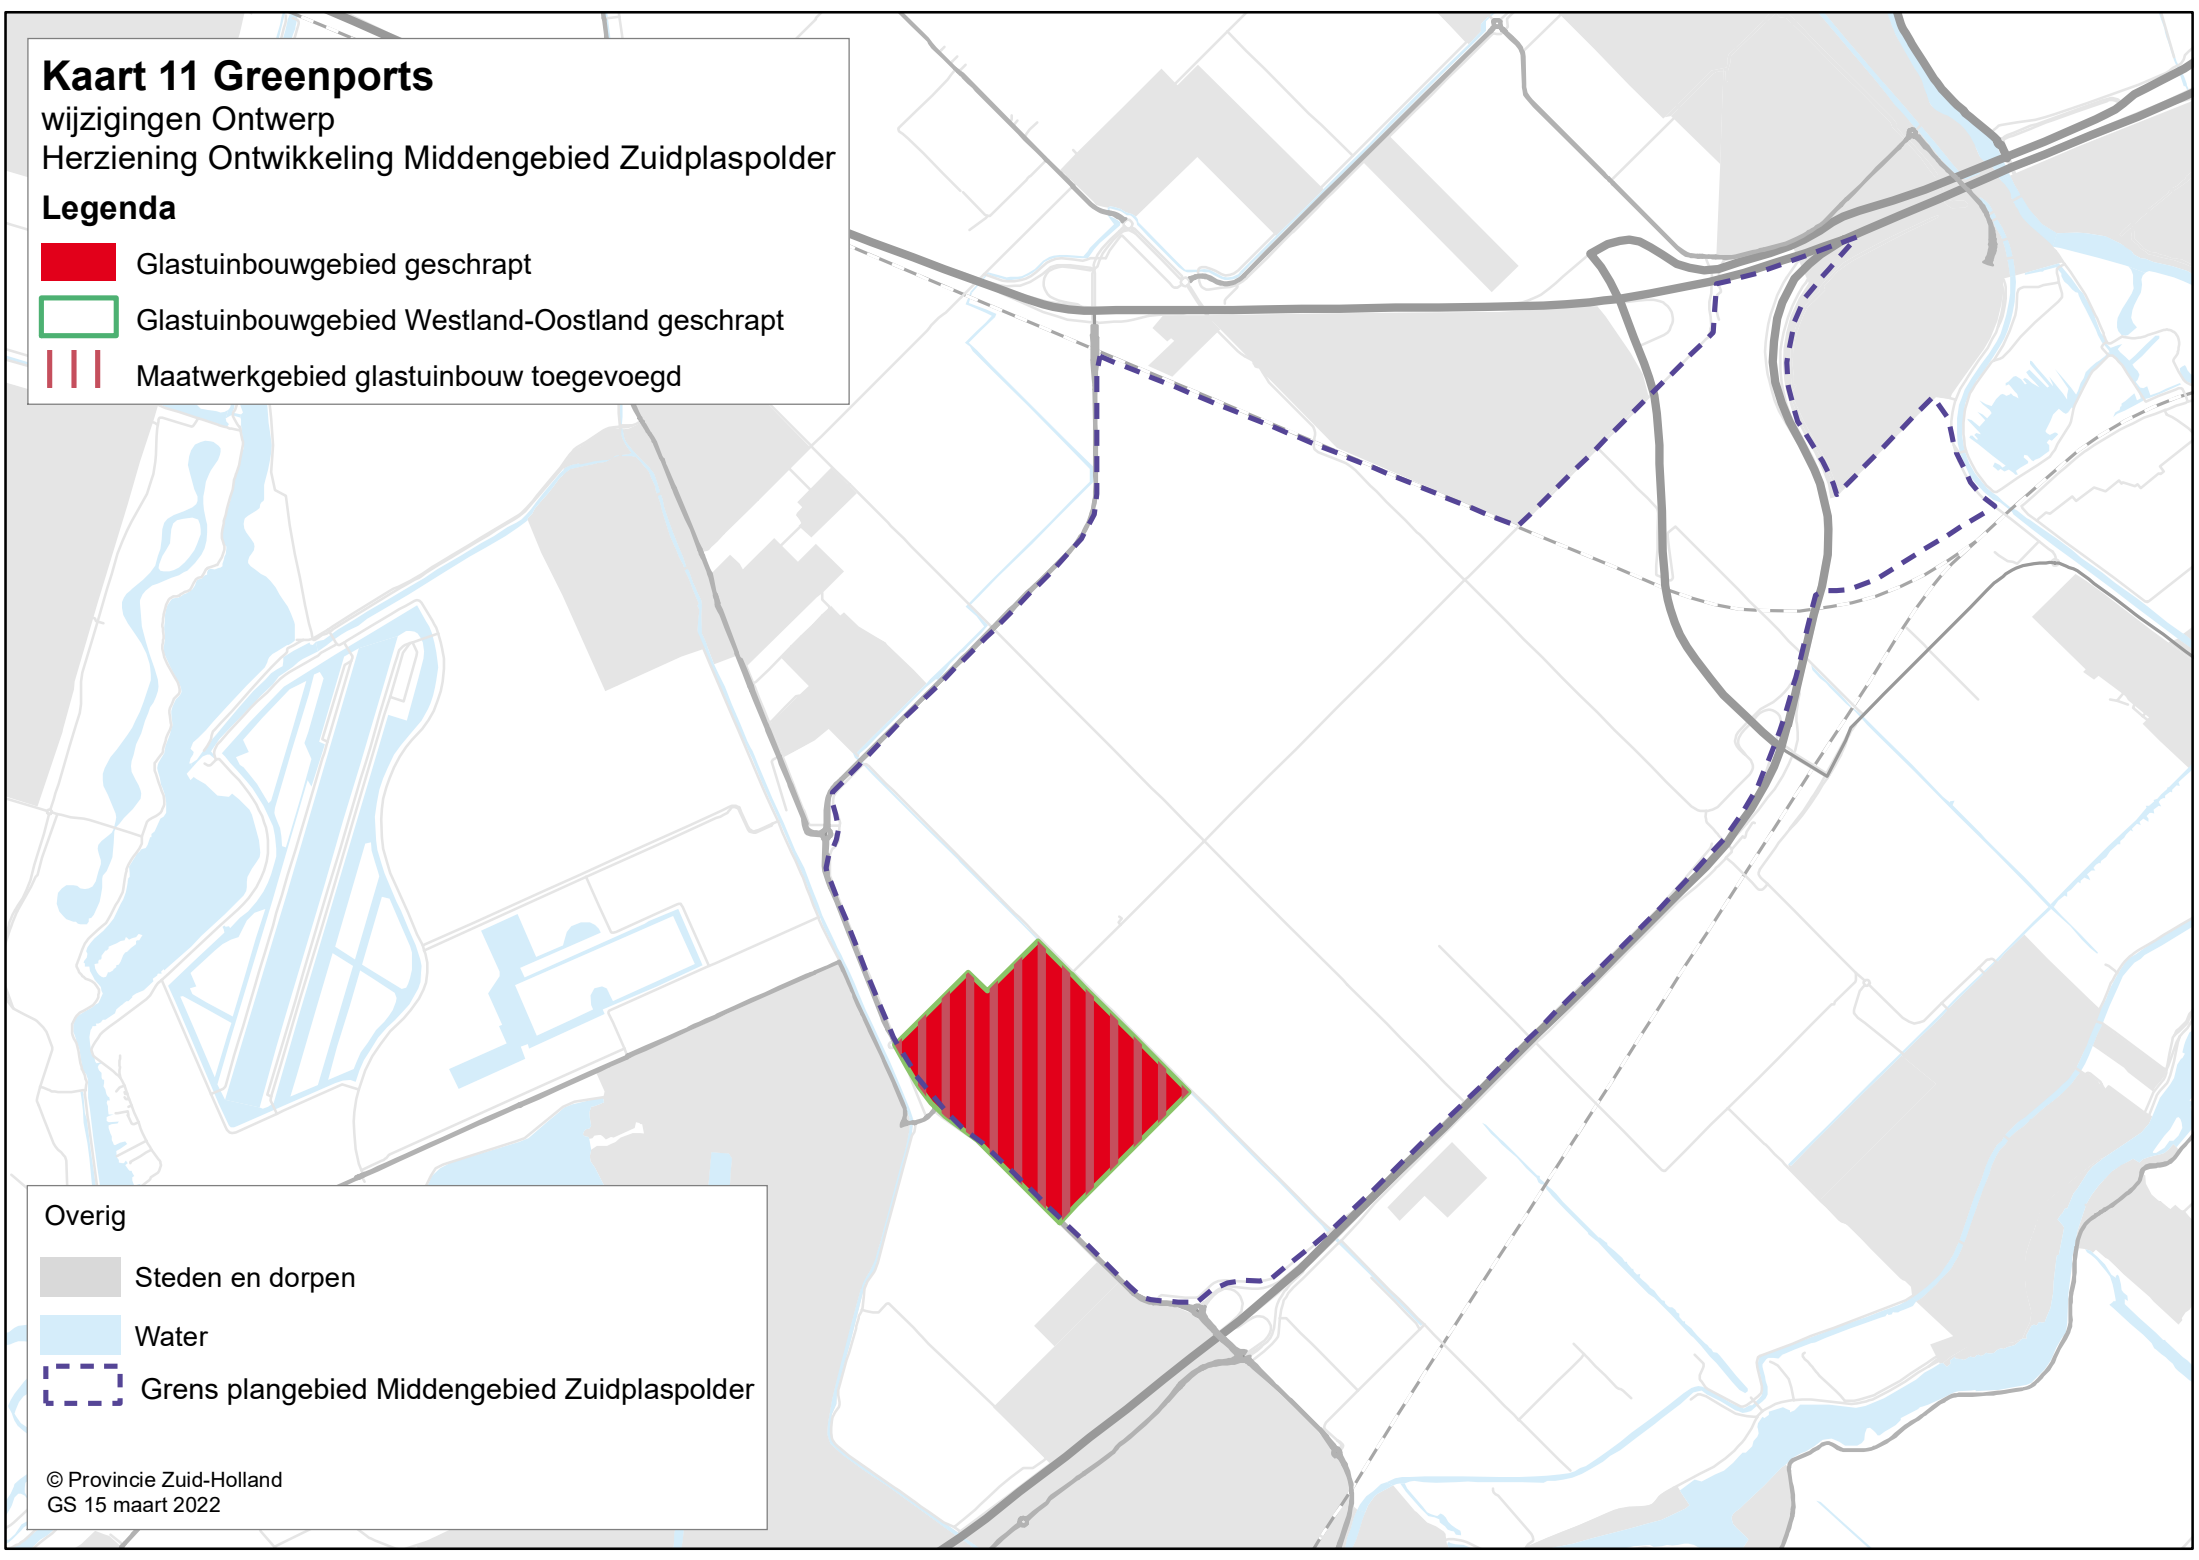 Kaart 11 Greenports
wijzigingen Ontwerp
Herziening Ontwikkeling Middengebied Zuidplaspolder
Legenda
Glastuinbouwgebied geschrapt
Glastuinbouwgebied Westland-Oostland geschrapt
Maatwerkgebied glastuinbouw toegevoegd
Overig
Steden en dorpen
Water
Grens plangebied Middengebied Zuidplaspolder
© Provincie Zuid-Holland
GS 15 maart 2022